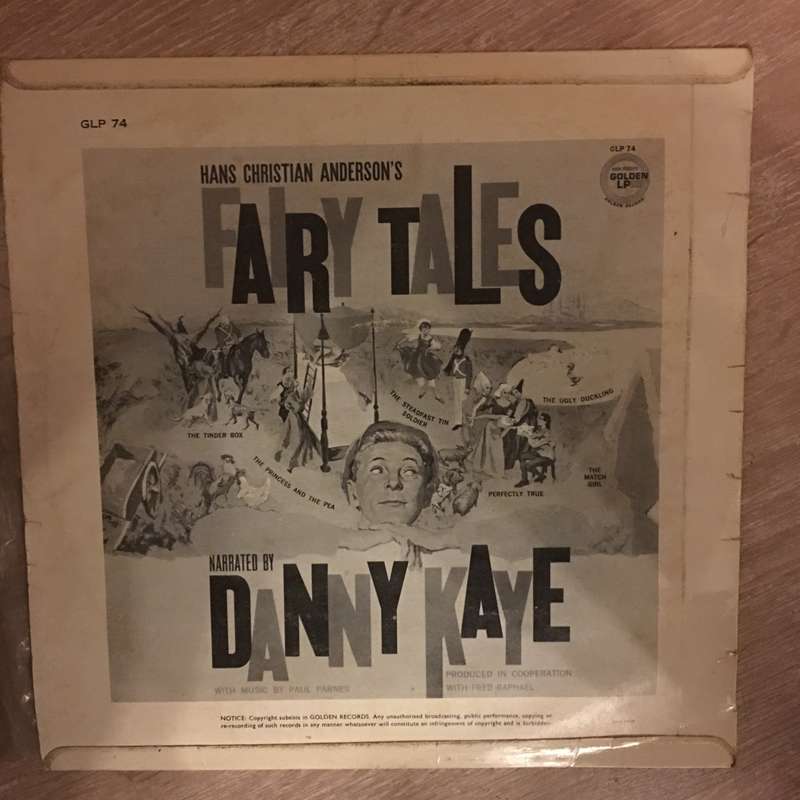 GLP 74
GLP 74
HIGH FIDELITY
GOLDEN
LP
GOLDEN RECORD
HANS CHRISTIAN ANDERSON'S
FAIRY TALES
THE TINDER BOX
THE PRINCESS AND THE PEA
THE STEADFAST TIN
SOLDIER
THE UGLY DUCKLING
PERFECTLY TRUE
THE
MATCH
GIRL
NARRATED BY
DANNY KAYE
WITH MUSIC BY PAUL PARNES
PRODUCED IN COOPERATION
WITH FRED RAPHAEL
NOTICE: Copyright subsists in GOLDEN RECORDS. Any unauthorised broadcasting, public performance, copying or
re-recording of such records in any manner whatsoever will constitute an infringement of copyright and is forbidden.